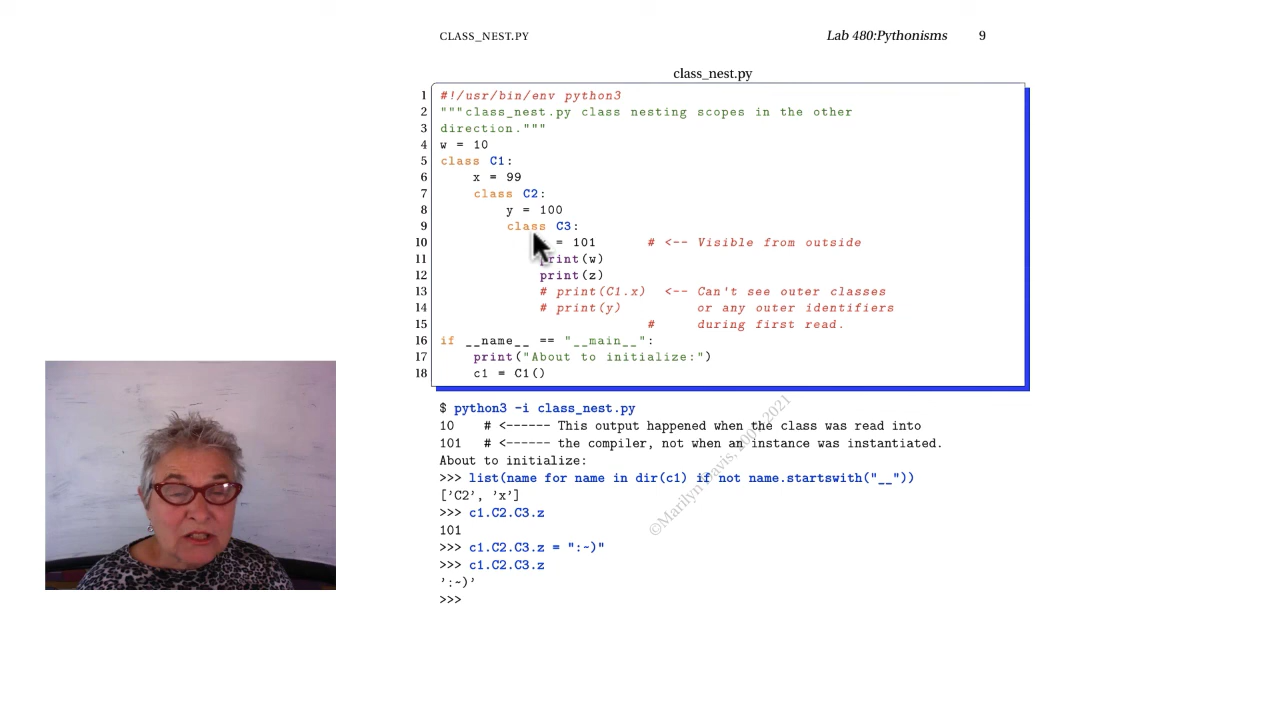 CLASS_NEST.PY Lab 480:Pythonisms 9
class_nest.py
1 #!/usr/bin/env python3
2 """class_nest.py class nesting scopes in the other
3 direction."""
4 w = 10
5 class C1:
6 x = 99
7 class C2:
8 y = 100
9 class C3:
10 = 101 # <-- Visible from outside
11 print(w)
12 print(z)
13 # print(C1.x) <-- Can't see outer classes
14 # print(y) or any outer identifiers
15 # during first read.
16 if __name__ == "__main__":
17 print("About to initialize:")
18 c1 = C1()
$ python3 -i class_nest.py
10 # <------ This output happened when the class was read into
101 # <------ the compiler, not when an instance was instantiated.
About to initialize:
>>> list(name for name in dir(c1) if not name.startswith("__"))
['C2', 'x']
>>> c1.C2.C3.z
101
>>> c1.C2.C3.z = ":~)"
>>> c1.C2.C3.z
':~)'
>>>
©Marilyn Davis, 2021